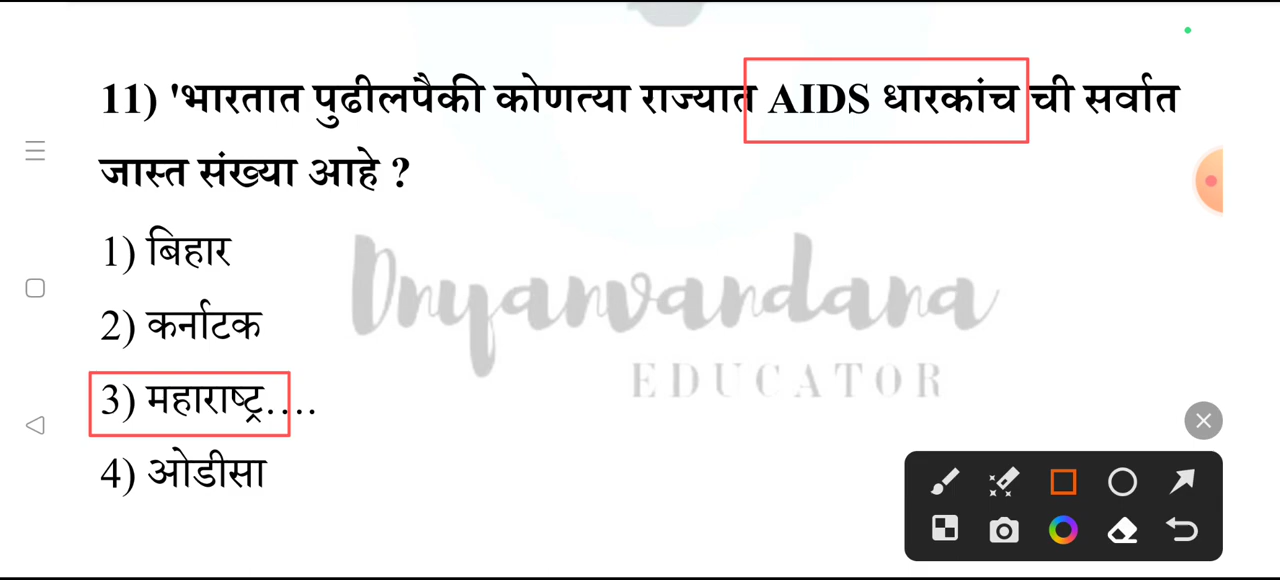 11) 'भारतात पुढीलपैकी कोणत्या राज्यात AIDS धारकांच ची सर्वात
जास्त संख्या आहे ?
1) बिहार
2) कर्नाटक
3) महाराष्ट्र....
4) ओडीसा
Dnyanvandana
EDUCATOR